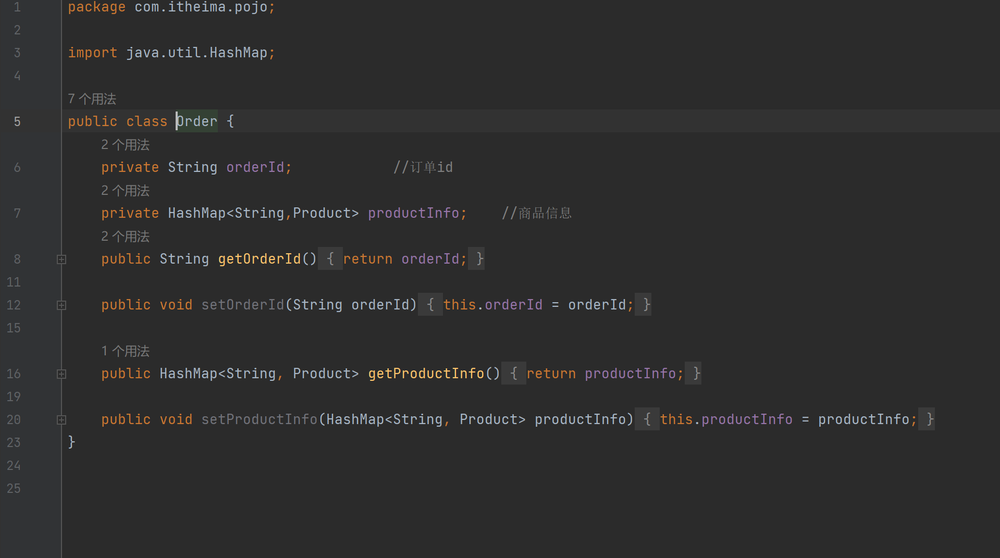 1 package com.itheima.pojo;
2
3 import java.util.HashMap;
4
7 个用法
5 public class Order {
2 个用法
6 private String orderId; //订单id
2 个用法
7 private HashMap<String,Product> productInfo; //商品信息
2 个用法
8 public String getOrderId() { return orderId; }
11
12 public void setOrderId(String orderId) { this.orderId = orderId; }
15
1 个用法
16 public HashMap<String, Product> getProductInfo() { return productInfo; }
19
20 public void setProductInfo(HashMap<String, Product> productInfo) { this.productInfo = productInfo; }
23 }
24
25